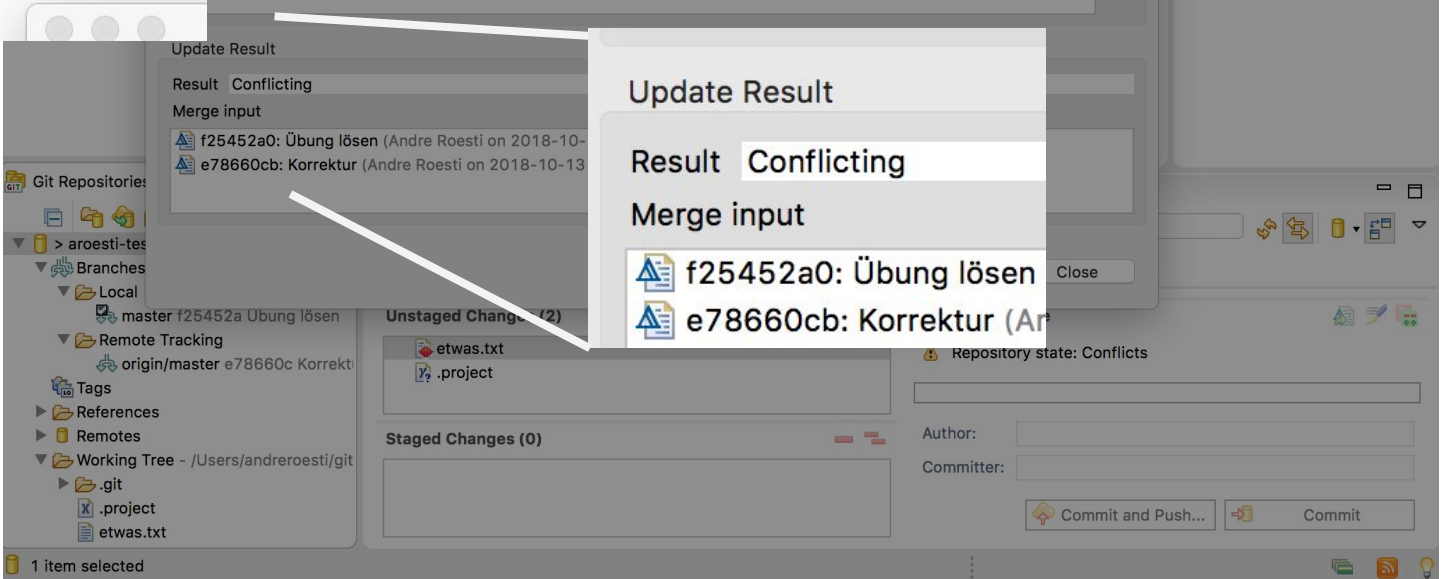 Update Result
Result Conflicting
Merge input
f25452a0: Übung lösen (Andre Roesti on 2018-10-
e78660cb: Korrektur (Andre Roesti on 2018-10-13
Update Result
Result Conflicting
Merge input
f25452a0: Übung lösen
e78660cb: Korrektur (Ar
Close
Git Repositories
> aroesti-tes
Branches
Local
master f25452a Übung lösen
Remote Tracking
origin/master e78660c Korrekt
Tags
References
Remotes
Working Tree - /Users/andreroesti/git
.git
.project
etwas.txt
Unstaged Changes (2)
etwas.txt
.project
Staged Changes (0)
Repository state: Conflicts
Author:
Committer:
Commit and Push...
Commit
1 item selected